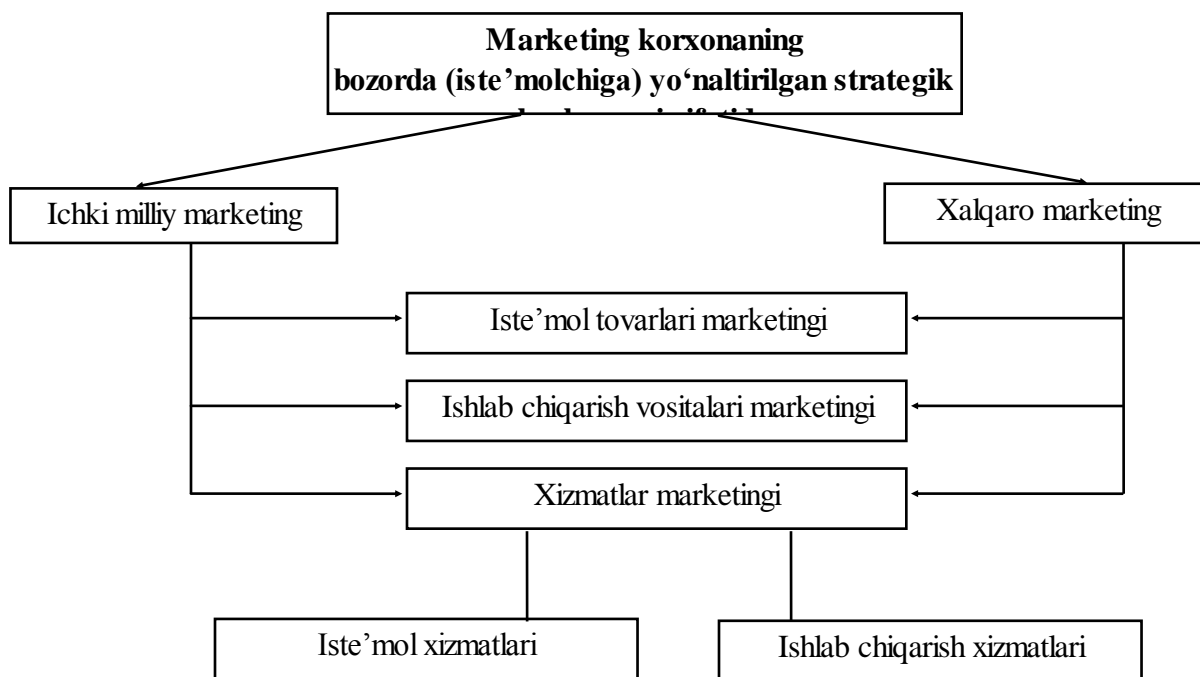 Marketing korxonaning
bozorda (iste’molchiga) yo‘naltirilgan strategik
Ichki milliy marketing
Xalqaro marketing
Iste’mol tovarlari marketingi
Ishlab chiqarish vositalari marketingi
Xizmatlar marketingi
Iste’mol xizmatlari
Ishlab chiqarish xizmatlari